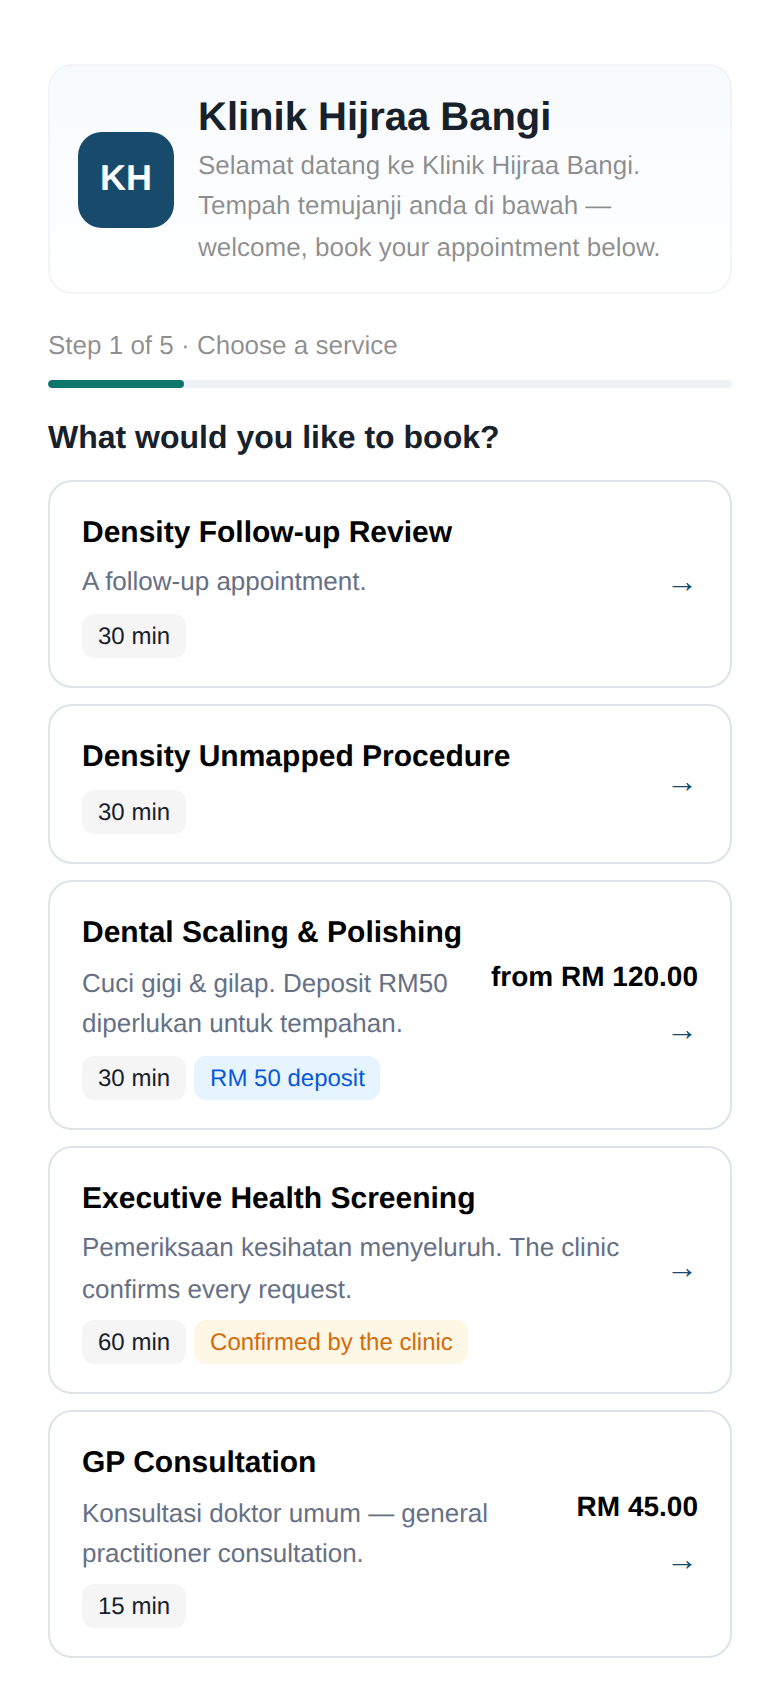 KH
Klinik Hijraa Bangi
Selamat datang ke Klinik Hijraa Bangi.
Tempah temujanji anda di bawah —
welcome, book your appointment below.
Step 1 of 5 · Choose a service
What would you like to book?
Density Follow-up Review
A follow-up appointment.
→
30 min
Density Unmapped Procedure
→
30 min
Dental Scaling & Polishing
Cuci gigi & gilap. Deposit RM50
diperlukan untuk tempahan.
from RM 120.00
→
30 min
RM 50 deposit
Executive Health Screening
Pemeriksaan kesihatan menyeluruh. The clinic
confirms every request.
→
60 min
Confirmed by the clinic
GP Consultation
Konsultasi doktor umum — general
practitioner consultation.
RM 45.00
→
15 min